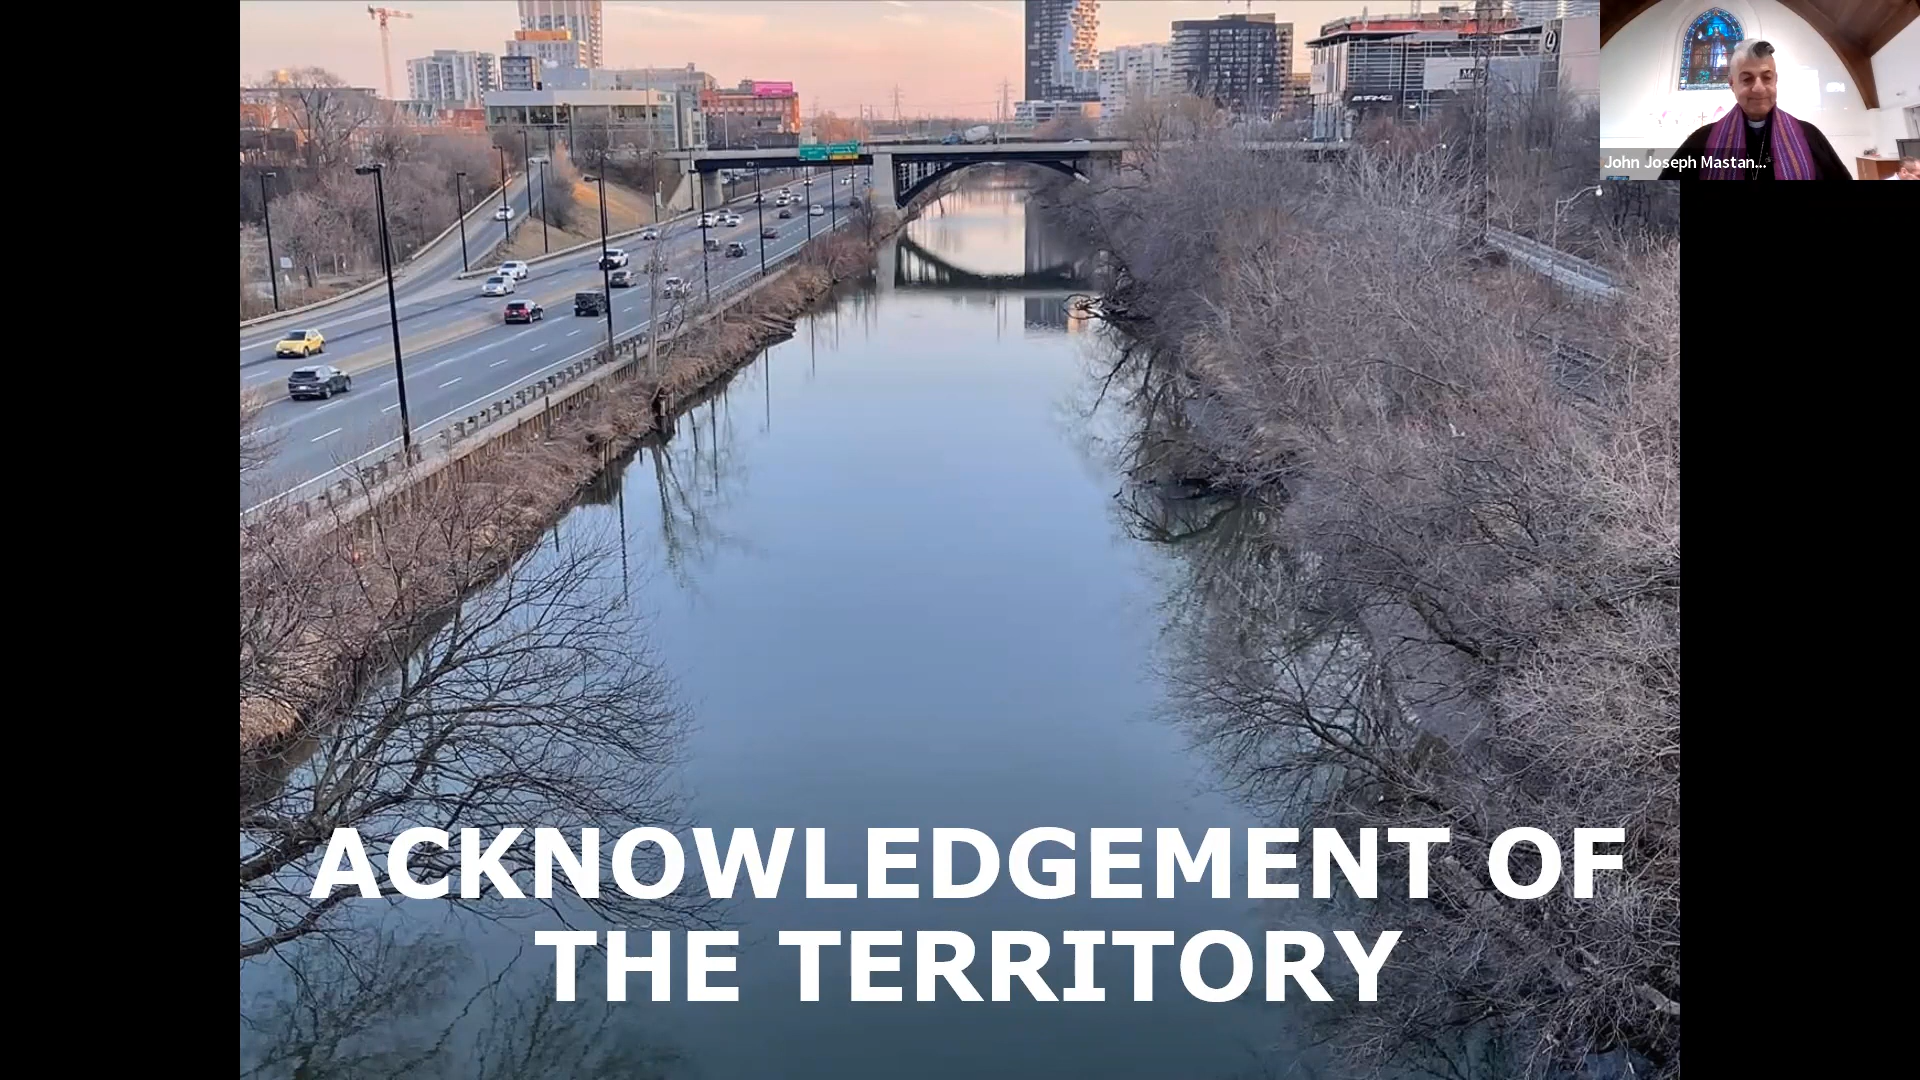 John Joseph Mastan...
ACKNOWLEDGEMENT OF
THE TERRITORY